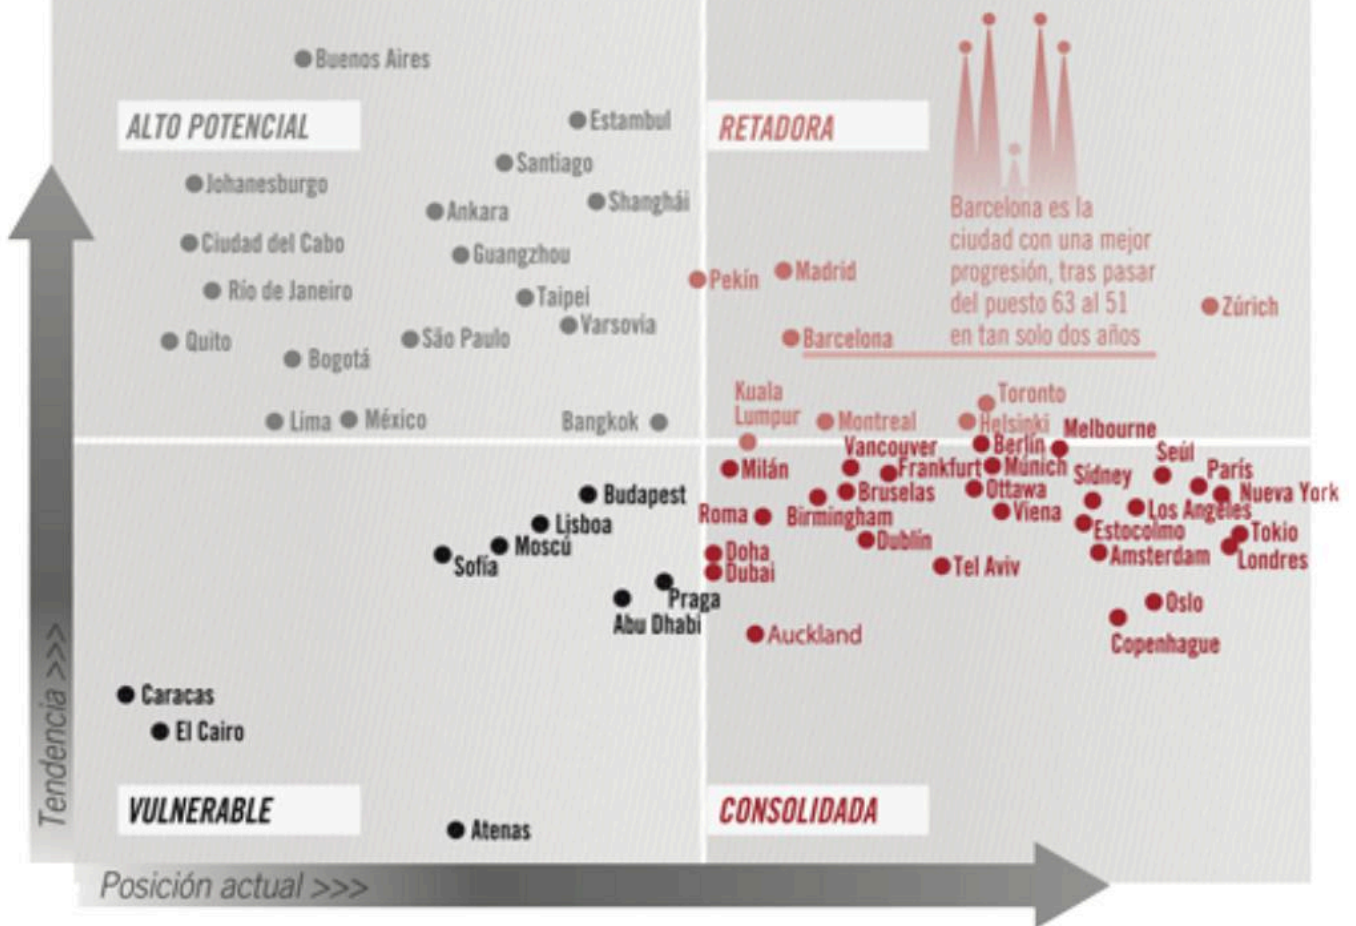 Buenos Aires
ALTO POTENCIAL
Estambul
RETADORA
Santiago
Johanesburgo
Shanghái
Ankara
Barcelona es la
ciudad con una mejor
progresión, tras pasar
del puesto 63 al 51
en tan solo dos años
Ciudad del Cabo
Guangzhou
Pekín
Madrid
Río de Janeiro
Taipei
Zúrich
Varsovia
Quito
São Paulo
Barcelona
Bogotá
Kuala
Lumpur
Toronto
Lima
México
Bangkok
Montreal
Helsinki
Melbourne
Vancouver
Berlín
Seúl
Milán
Frankfurt
Múnich
Sídney
París
Budapest
Bruselas
Ottawa
Nueva York
Roma
Birmingham
Viena
Los Angeles
Lisboa
Estocolmo
Tokio
Moscú
Dublín
Sofía
Doha
Amsterdam
Londres
Dubai
Tel Aviv
Praga
Abu Dhabi
Oslo
Auckland
Copenhague
Caracas
El Cairo
Tendencia >>>
VULNERABLE
CONSOLIDADA
Atenas
Posición actual >>>